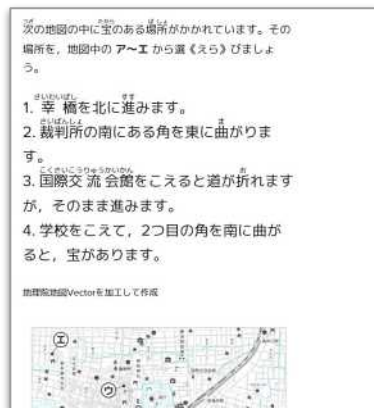 次の地図の中に宝のある場所がかかれています。その
場所を，地図中の ア～エ から選《えら》びましょ
う。
1. 幸橋を北に進みます。
2. 裁判所の南にある角を東に曲がりま
す。
3. 国際交流会館をこえると道が折れます
が，そのまま進みます。
4. 学校をこえて，2つ目の角を南に曲が
ると，宝があります。
地理院地図Vectorを加工して作成
エ
ウ